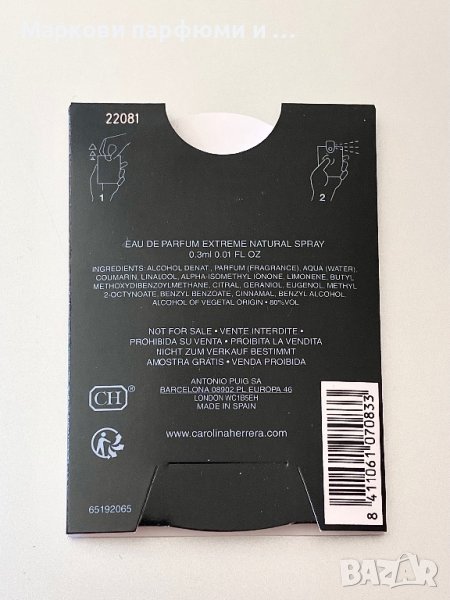 Маркови парфюми и ...
22081
1
2
EAU DE PARFUM EXTREME NATURAL SPRAY
0.3ml 0.01 FL OZ
INGREDIENTS: ALCOHOL DENAT., PARFUM (FRAGRANCE), AQUA (WATER),
COUMARIN, LINALOOL, ALPHA-ISOMETHYL IONONE, LIMONENE, BUTYL
METHOXYDIBENZOYLMETHANE, CITRAL, GERANIOL, EUGENOL, METHYL
2-OCTYNOATE, BENZYL BENZOATE, CINNAMAL, BENZYL ALCOHOL.
ALCOHOL OF VEGETAL ORIGIN • 80%VOL
NOT FOR SALE • VENTE INTERDITE •
PROHIBIDA SU VENTA • PROIBITA LA VENDITA
NICHT ZUM VERKAUF BESTIMMT
AMOSTRA GRÁTIS • VENDA PROIBIDA
ANTONIO PUIG SA
BARCELONA 08902 PL EUROPA 46
LONDON WC1B5EH
MADE IN SPAIN
CH
www.carolinaherrera.com
65192065
8 411061 070833
BAZAR
bg